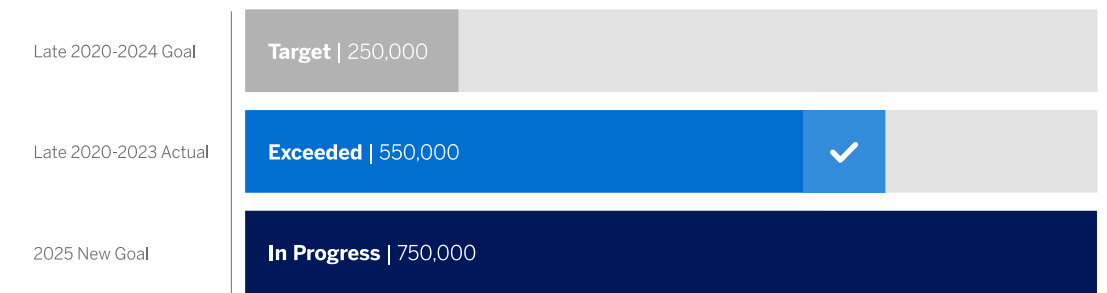 Late 2020-2024 Goal
Target | 250,000
Late 2020-2023 Actual
Exceeded | 550,000
2025 New Goal
In Progress | 750,000